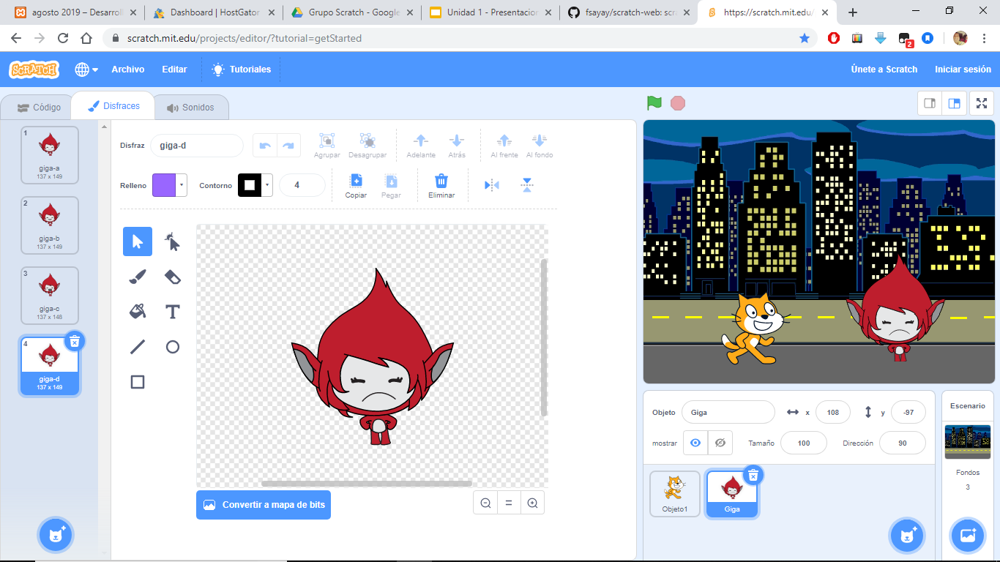 agosto 2019 – Desarroll
Dashboard | HostGator
Grupo Scratch - Google
Unidad 1 - Presentacion
fsayay/scratch-web: scr
https://scratch.mit.edu/
scratch.mit.edu/projects/editor/?tutorial=getStarted
2
SCRATCH
Archivo
Editar
Tutoriales
Únete a Scratch
Iniciar sesión
Código
Disfraces
Sonidos
1
giga-a
137 x 149
2
giga-b
137 x 149
3
giga-c
137 x 148
4
giga-d
137 x 149
Disfraz
giga-d
Agrupar
Desagrupar
Adelante
Atrás
Al frente
Al fondo
Relleno
Contorno
4
Copiar
Pegar
Eliminar
T
Convertir a mapa de bits
Objeto
Giga
x
108
y
-97
mostrar
Tamaño
100
Dirección
90
Objeto1
Giga
Escenario
Fondos
3